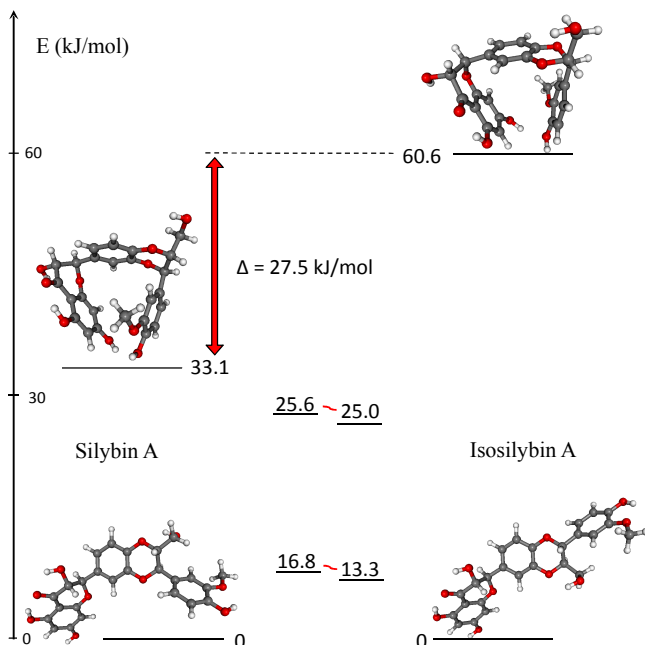 E (kJ/mol)
60
60.6
Δ = 27.5 kJ/mol
33.1
30
25.6
25.0
Silybin A
Isosilybin A
16.8
13.3
0
0
0